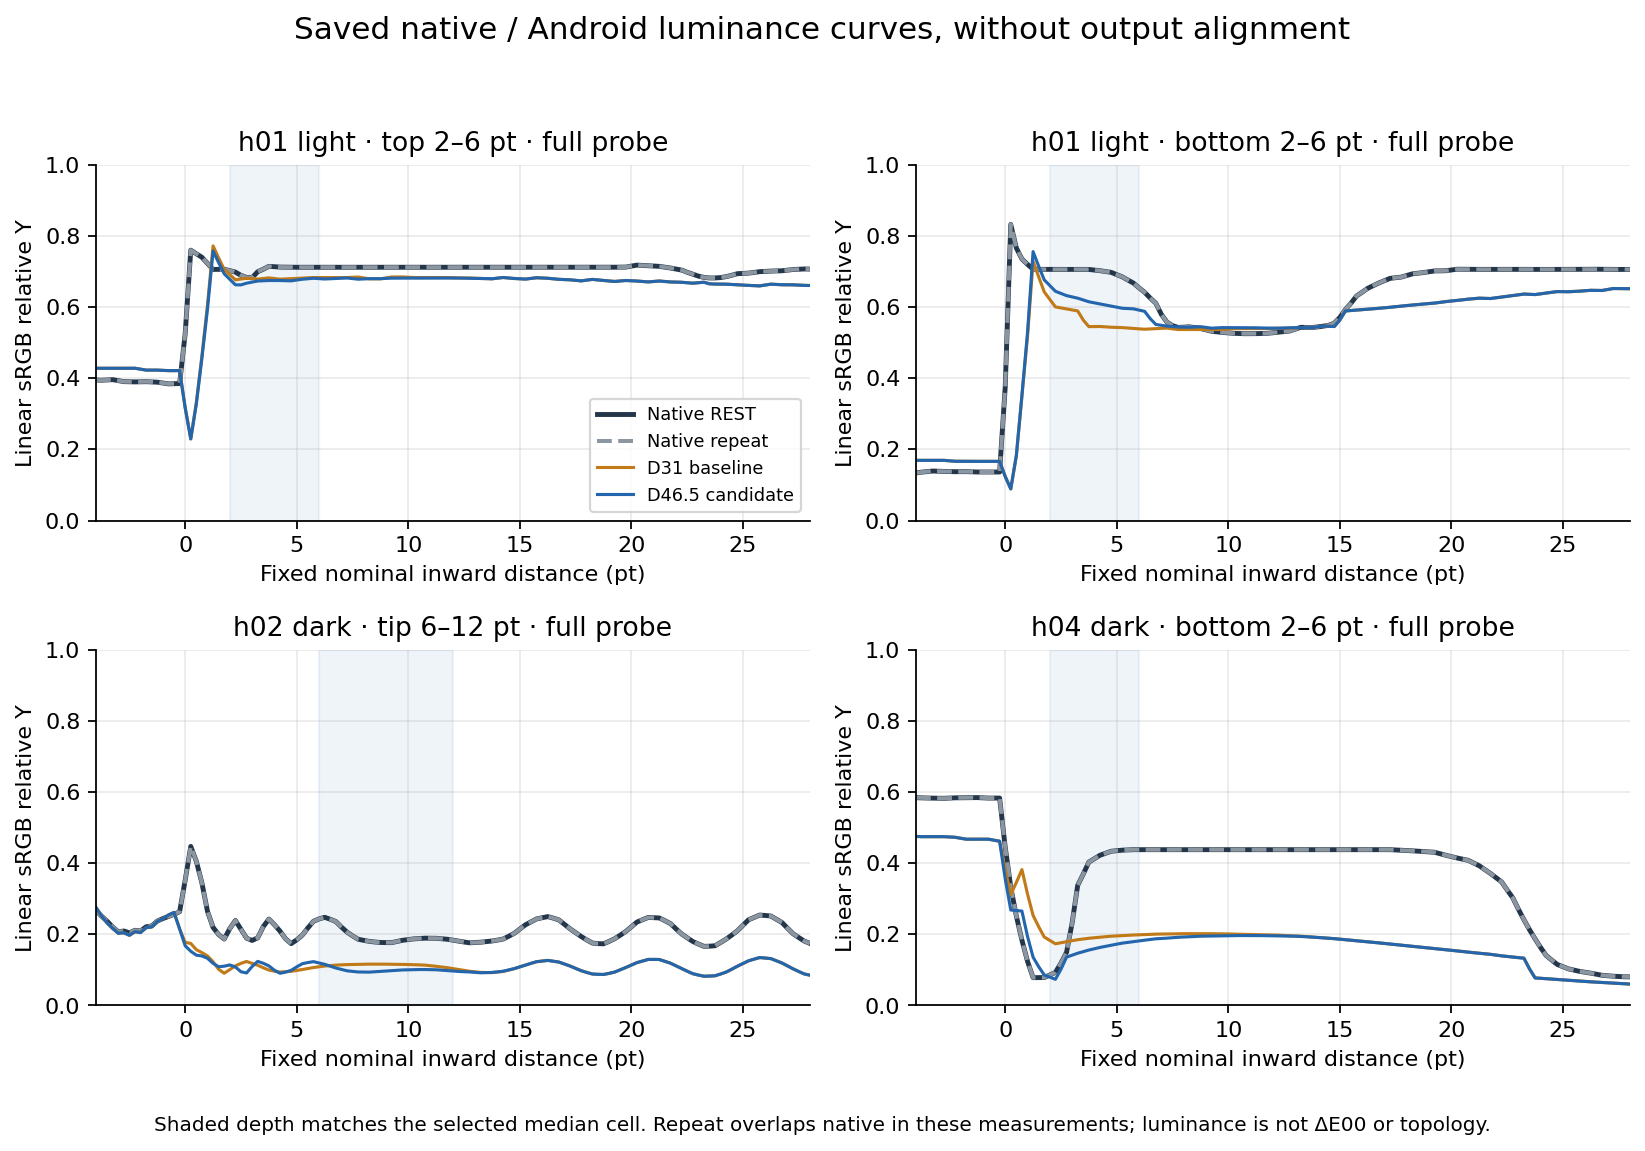 Saved native / Android luminance curves, without output alignment
h01 light · top 2–6 pt · full probe
Linear sRGB relative Y
1.0
0.8
0.6
0.4
0.2
0.0
Native REST
Native repeat
D31 baseline
D46.5 candidate
0 5 10 15 20 25
Fixed nominal inward distance (pt)
h01 light · bottom 2–6 pt · full probe
Linear sRGB relative Y
1.0
0.8
0.6
0.4
0.2
0.0
0 5 10 15 20 25
Fixed nominal inward distance (pt)
h02 dark · tip 6–12 pt · full probe
Linear sRGB relative Y
1.0
0.8
0.6
0.4
0.2
0.0
0 5 10 15 20 25
Fixed nominal inward distance (pt)
h04 dark · bottom 2–6 pt · full probe
Linear sRGB relative Y
1.0
0.8
0.6
0.4
0.2
0.0
0 5 10 15 20 25
Fixed nominal inward distance (pt)
Shaded depth matches the selected median cell. Repeat overlaps native in these measurements; luminance is not ΔE00 or topology.